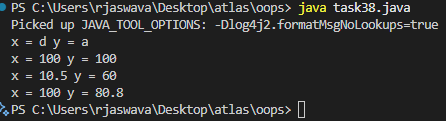 PS C:\Users\rjaswava\Desktop\atlas\oops> java task38.java
Picked up JAVA_TOOL_OPTIONS: -Dlog4j2.formatMsgNoLookups=true
x = d y = a
x = 100 y = 100
x = 10.5 y = 60
x = 100 y = 80.8
PS C:\Users\rjaswava\Desktop\atlas\oops>